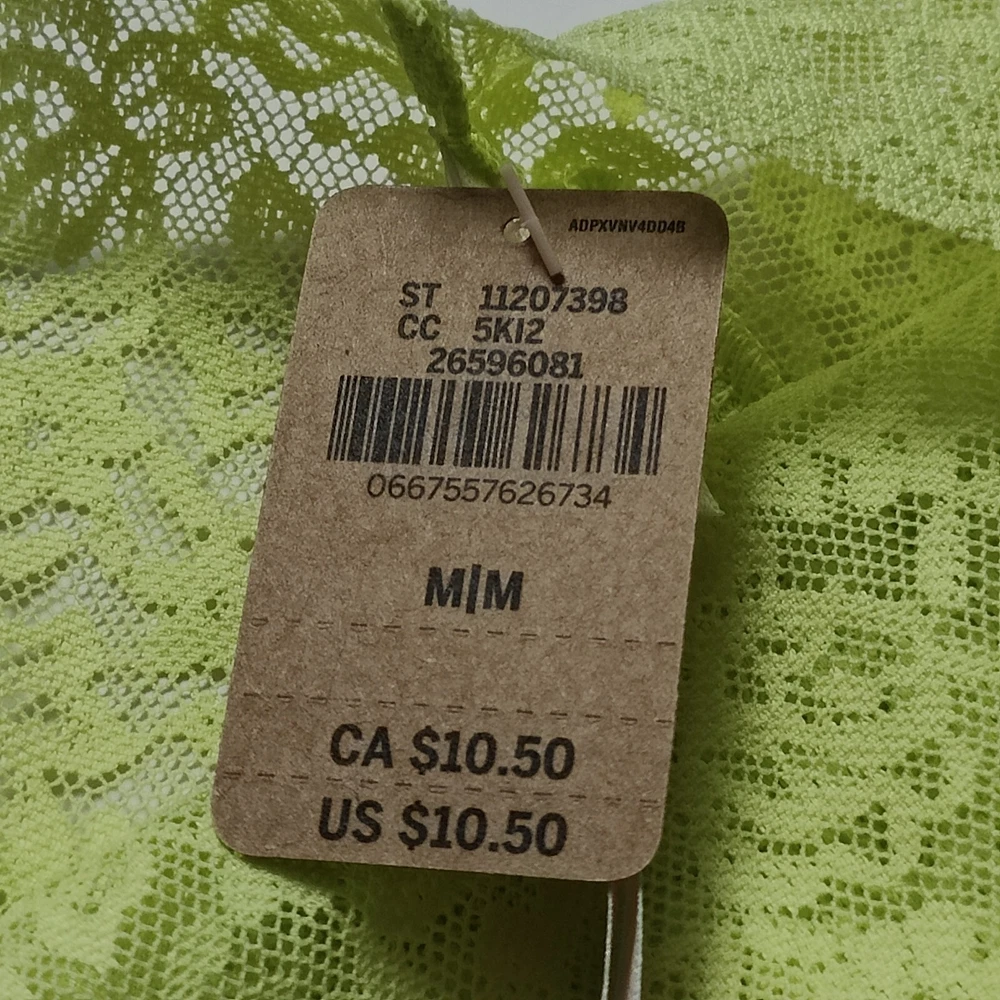 ADPXVNV4DD4B
ST 11207398
CC 5KI2
26596081
0667557626734
M|M
CA $10.50
US $10.50